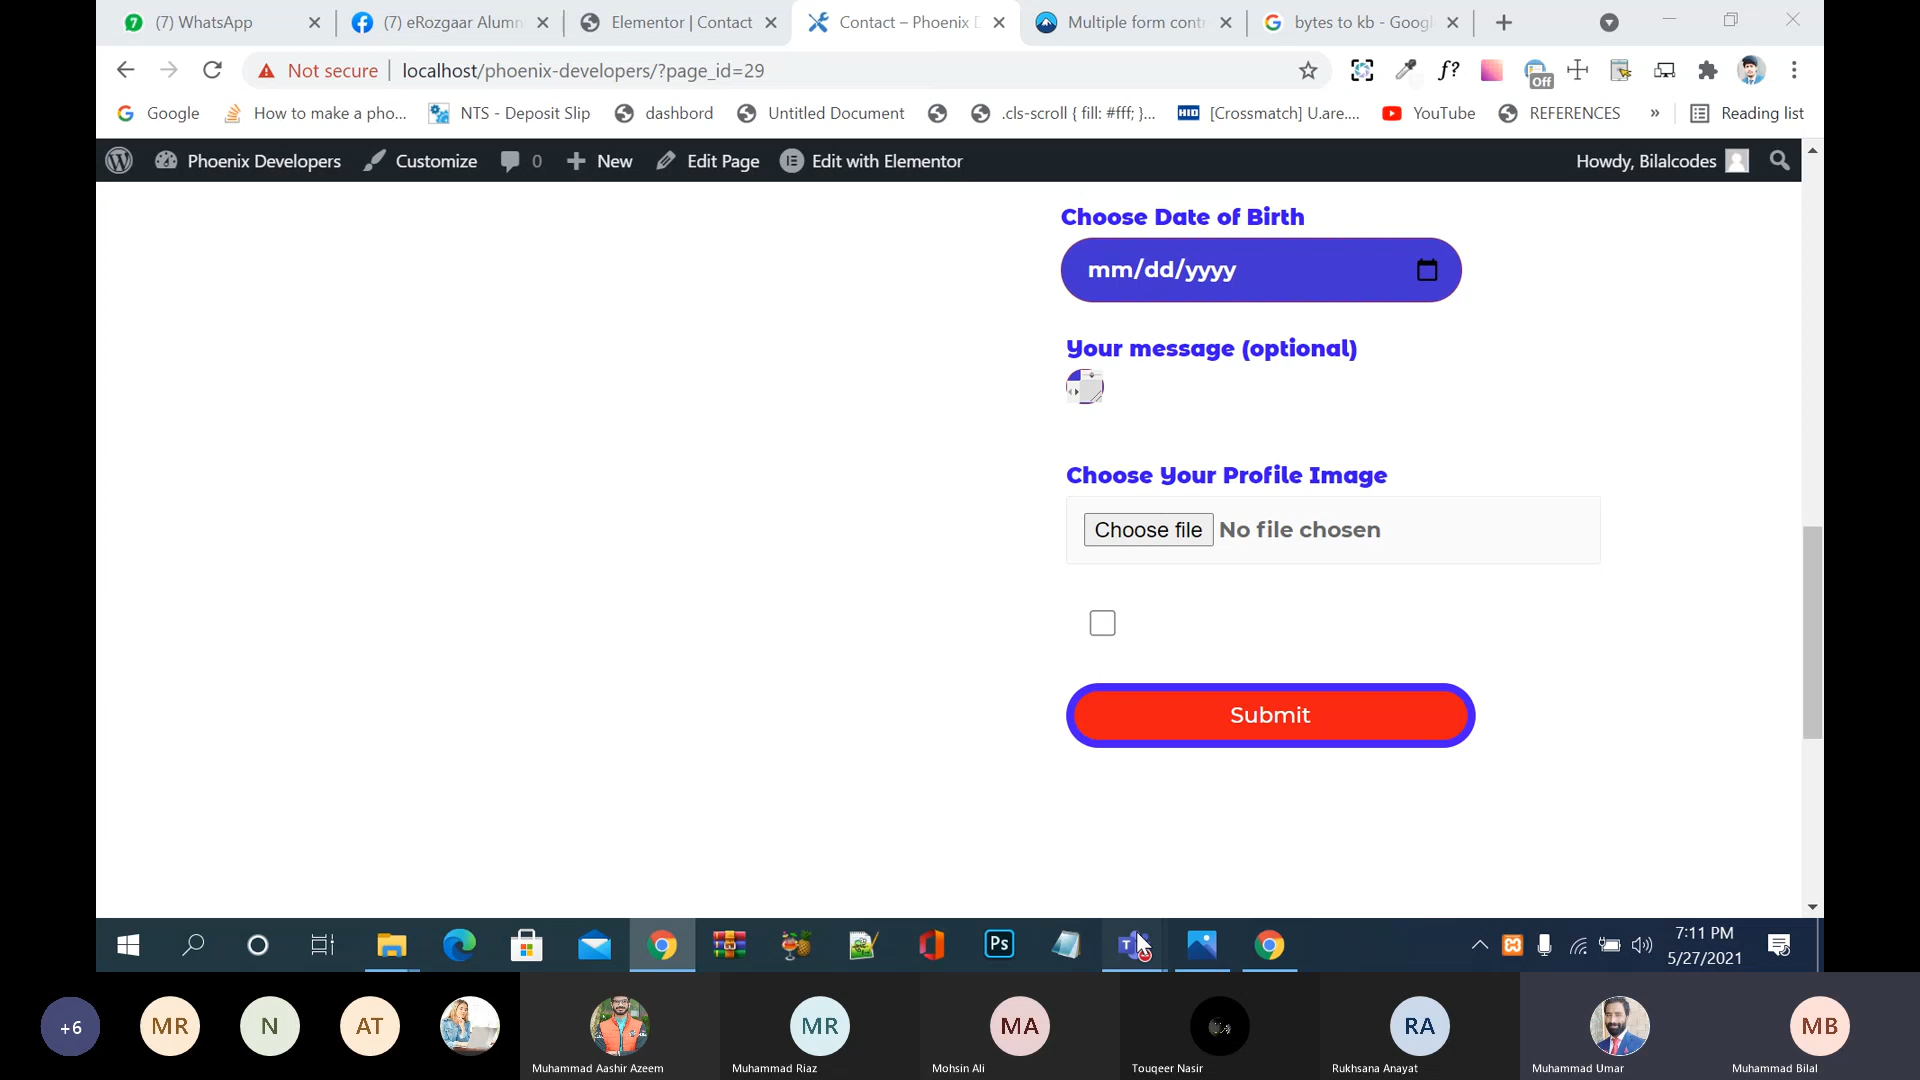 (7) WhatsApp
(7) eRozgaar Alumn
Elementor | Contact
Contact – Phoenix D
Multiple form contr
bytes to kb - Googl
Not secure
localhost/phoenix-developers/?page_id=29
Off
Google
How to make a pho...
NTS - Deposit Slip
dashbord
Untitled Document
.cls-scroll { fill: #fff; }...
HID
[Crossmatch] U.are....
YouTube
REFERENCES
»
Reading list
Phoenix Developers
Customize
0
New
Edit Page
Edit with Elementor
Howdy, Bilalcodes
Choose Date of Birth
mm/dd/yyyy
Your message (optional)
Choose Your Profile Image
Choose file No file chosen
Submit
Ps
7:11 PM
5/27/2021
+6
MR
N
AT
MR
MA
RA
MB
Muhammad Aashir Azeem
Muhammad Riaz
Mohsin Ali
Touqeer Nasir
Rukhsana Anayat
Muhammad Umar
Muhammad Bilal